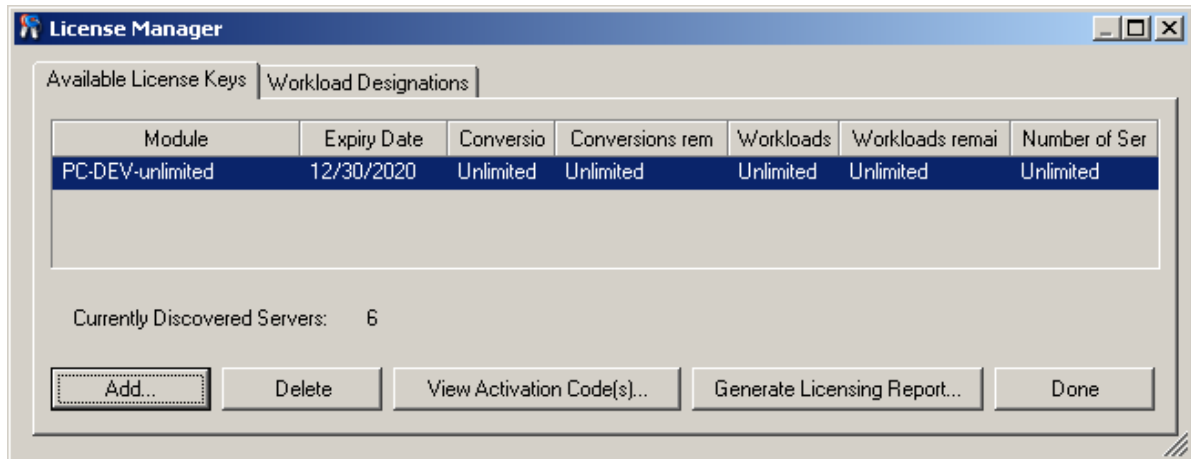 License Manager
Available License Keys Workload Designations
Module Expiry Date Conversio Conversions rem Workloads Workloads remai Number of Ser
PC-DEV-unlimited 12/30/2020 Unlimited Unlimited Unlimited Unlimited Unlimited
Currently Discovered Servers: 6
Add... Delete View Activation Code(s)... Generate Licensing Report... Done